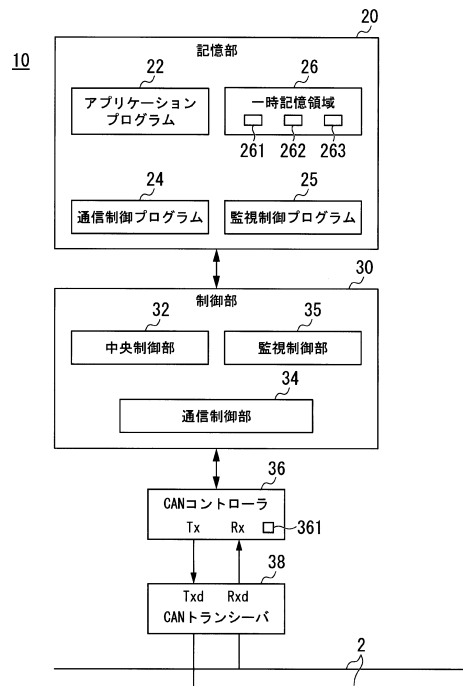 20
記憶部
10
22
アプリケーション
プログラム
26
一時記憶領域
261 262 263
24
通信制御プログラム
25
監視制御プログラム
30
制御部
32
中央制御部
35
監視制御部
34
通信制御部
36
CANコントローラ
Tx Rx
361
38
Txd Rxd
CANトランシーバ
2